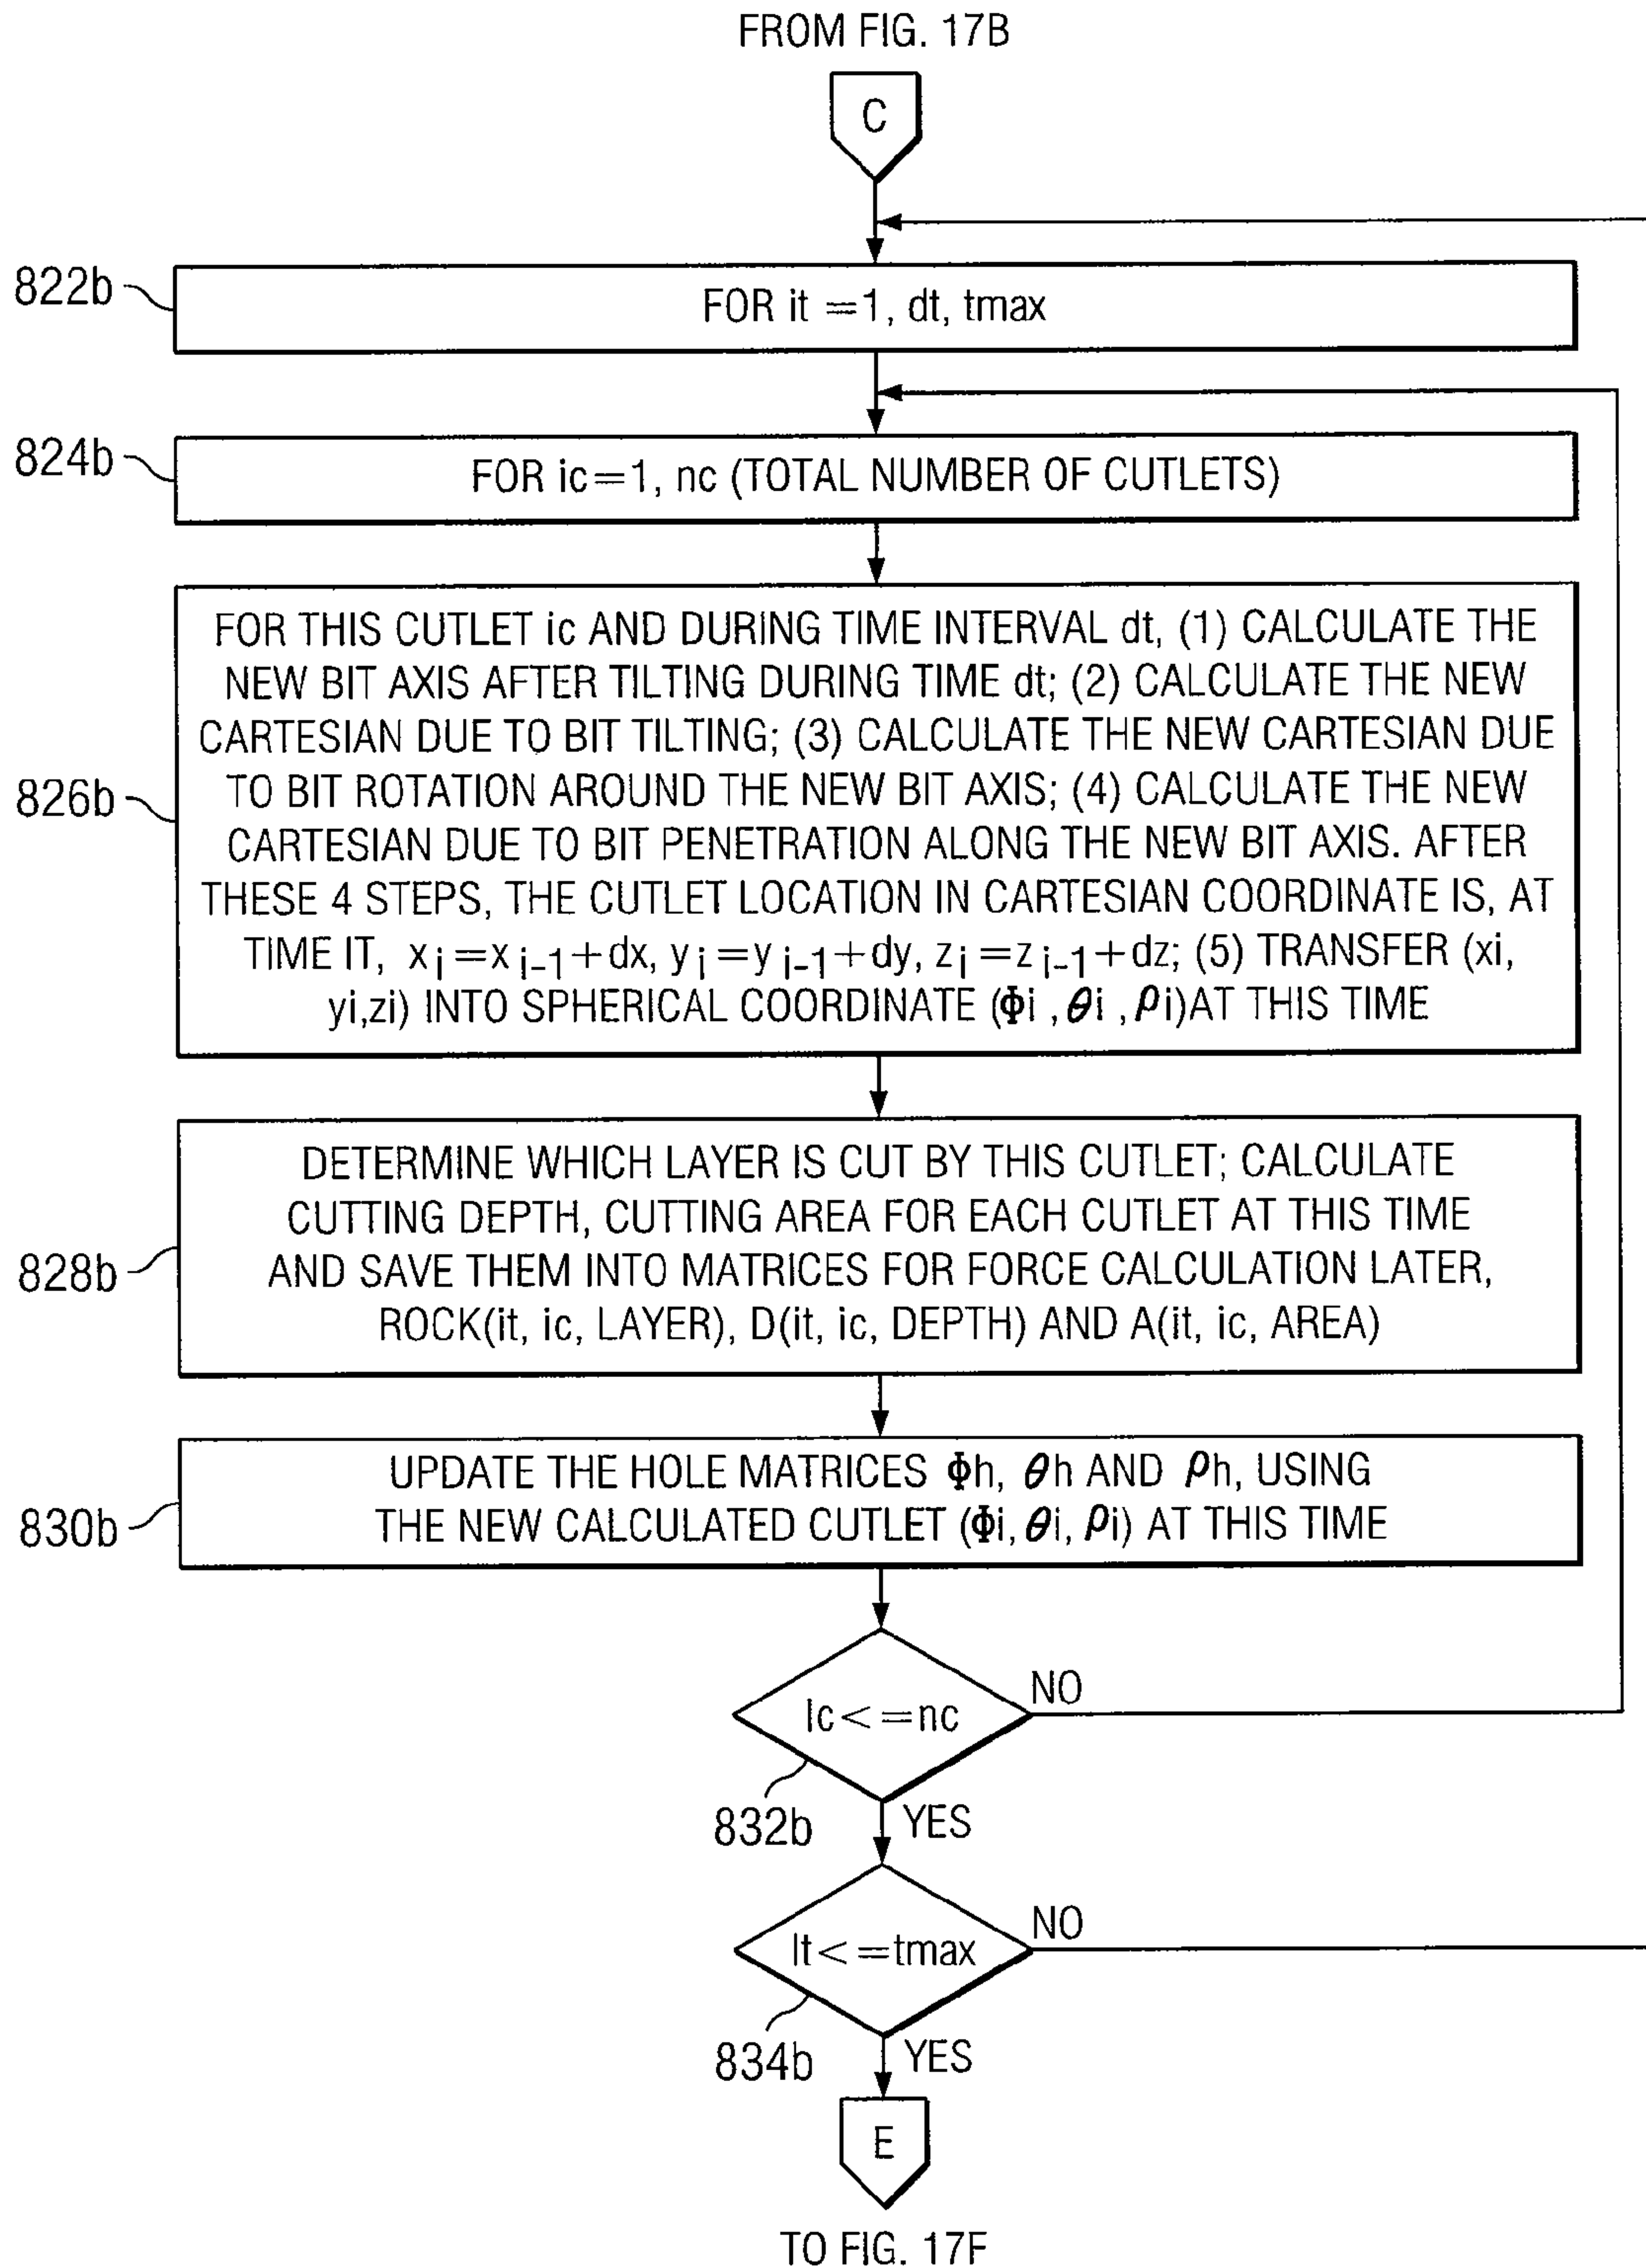 FROM FIG. 17B
C
822b
FOR it =1, dt, tmax
824b
FOR ic=1, nc (TOTAL NUMBER OF CUTLETS)
826b
FOR THIS CUTLET ic AND DURING TIME INTERVAL dt, (1) CALCULATE THE
NEW BIT AXIS AFTER TILTING DURING TIME dt; (2) CALCULATE THE NEW
CARTESIAN DUE TO BIT TILTING; (3) CALCULATE THE NEW CARTESIAN DUE
TO BIT ROTATION AROUND THE NEW BIT AXIS; (4) CALCULATE THE NEW
CARTESIAN DUE TO BIT PENETRATION ALONG THE NEW BIT AXIS. AFTER
THESE 4 STEPS, THE CUTLET LOCATION IN CARTESIAN COORDINATE IS, AT
TIME IT, x i =x i-1+dx, y i =y i-1+dy, z i =z i-1+dz; (5) TRANSFER (xi,
yi,zi) INTO SPHERICAL COORDINATE (Φi ,θi ,ρi)AT THIS TIME
828b
DETERMINE WHICH LAYER IS CUT BY THIS CUTLET; CALCULATE
CUTTING DEPTH, CUTTING AREA FOR EACH CUTLET AT THIS TIME
AND SAVE THEM INTO MATRICES FOR FORCE CALCULATION LATER,
ROCK(it, ic, LAYER), D(it, ic, DEPTH) AND A(it, ic, AREA)
830b
UPDATE THE HOLE MATRICES Φh, θh AND ρh, USING
THE NEW CALCULATED CUTLET (Φi, θi, ρi) AT THIS TIME
Ic<=nc
NO
832b
YES
It<=tmax
NO
834b
YES
E
TO FIG. 17F